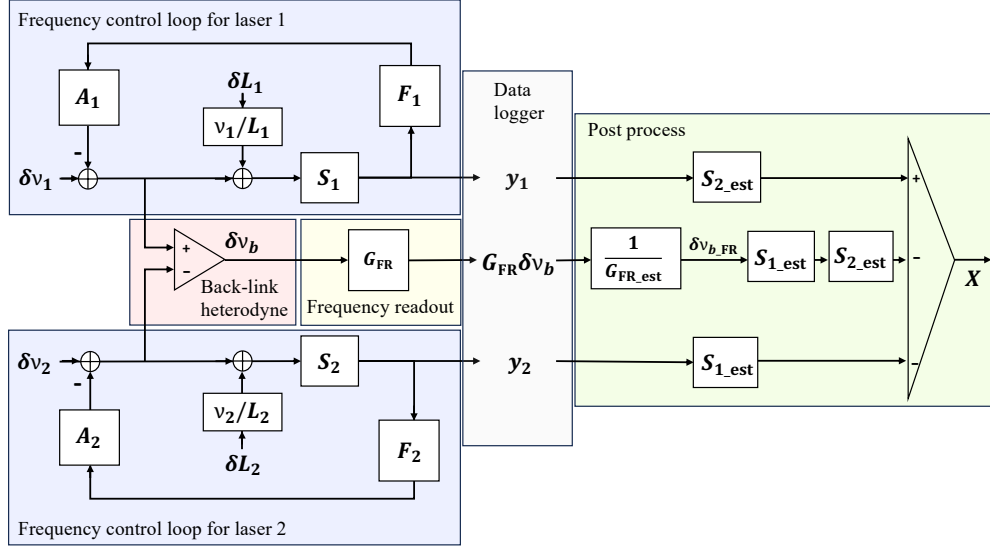 Frequency control loop for laser 1
A₁
δL₁
ν₁/L₁
F₁
-
δν₁
S₁
Data
logger
y₁
Post process
S₂_est
+
+
-
δν_b
Back-link
heterodyne
G_FR
Frequency readout
G_FRδν_b
1
G_FR_est
δν_b_FR
S₁_est
S₂_est
-
X
δν₂
-
S₂
y₂
S₁_est
-
A₂
ν₂/L₂
δL₂
F₂
Frequency control loop for laser 2